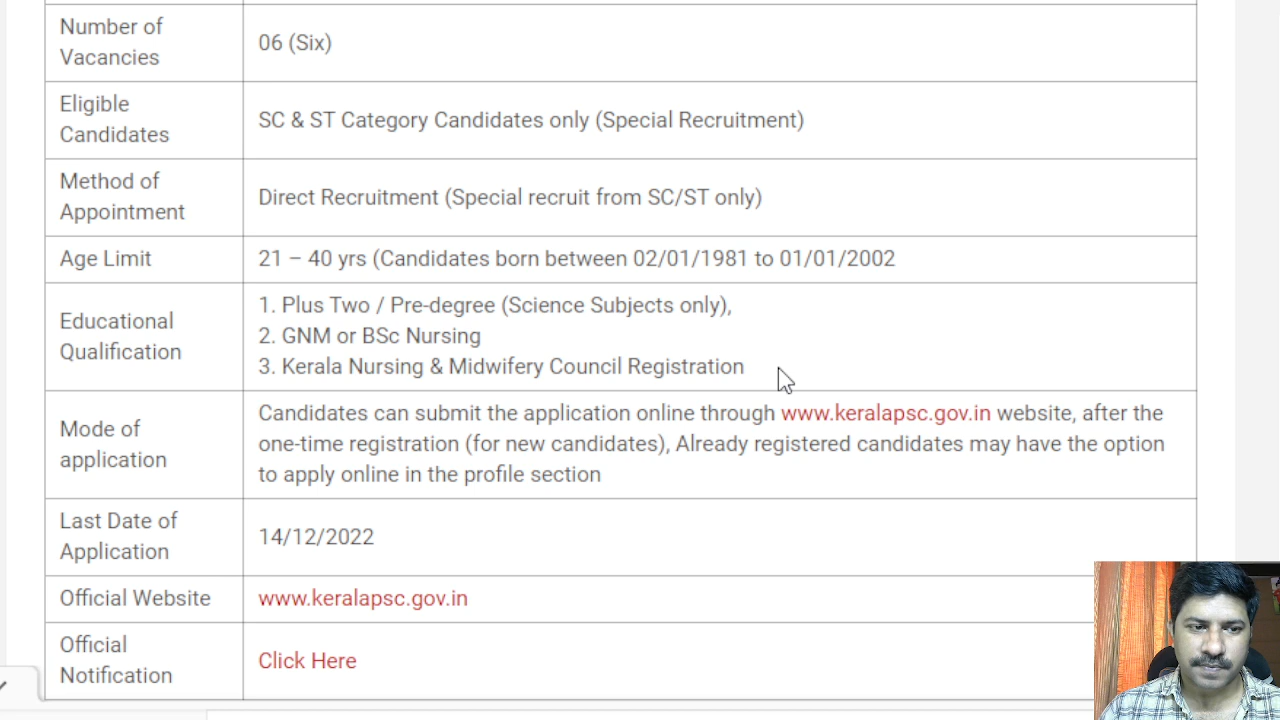 Number of
Vacancies
06 (Six)
Eligible
Candidates
SC & ST Category Candidates only (Special Recruitment)
Method of
Appointment
Direct Recruitment (Special recruit from SC/ST only)
Age Limit
21 – 40 yrs (Candidates born between 02/01/1981 to 01/01/2002
Educational
Qualification
1. Plus Two / Pre-degree (Science Subjects only),
2. GNM or BSc Nursing
3. Kerala Nursing & Midwifery Council Registration
Mode of
application
Candidates can submit the application online through www.keralapsc.gov.in website, after the
one-time registration (for new candidates), Already registered candidates may have the option
to apply online in the profile section
Last Date of
Application
14/12/2022
Official Website
www.keralapsc.gov.in
Official
Notification
Click Here